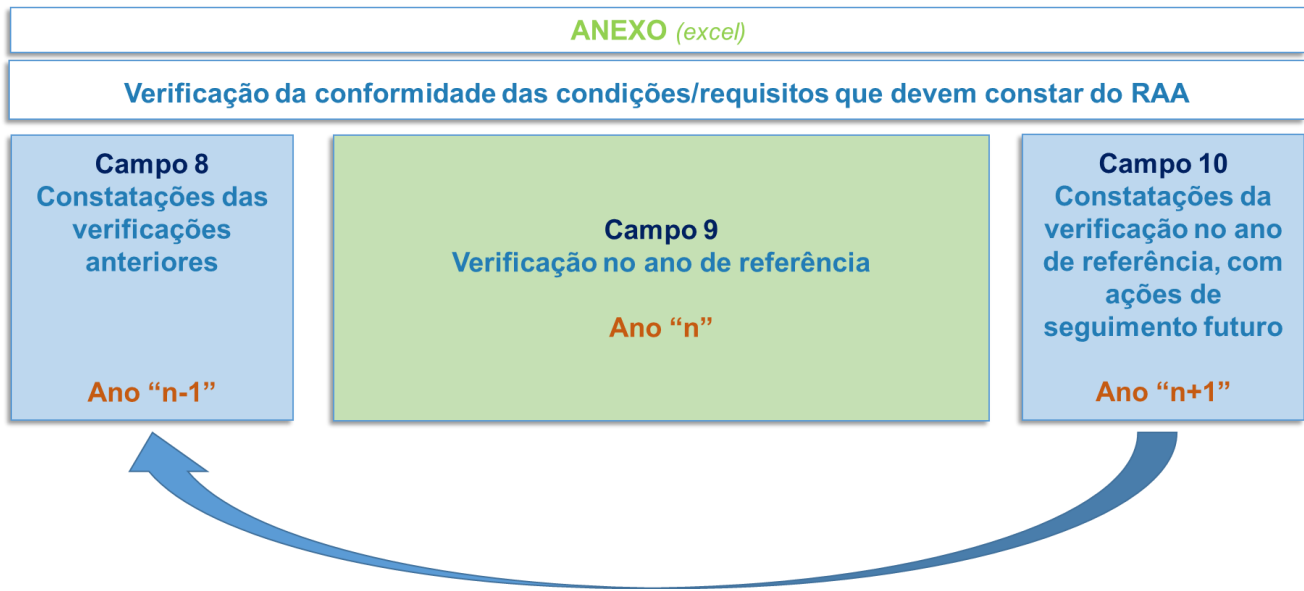 ANEXO (excel)
Verificação da conformidade das condições/requisitos que devem constar do RAA
Campo 8
Constatações das
verificações
anteriores
Ano “n-1”
Campo 9
Verificação no ano de referência
Ano “n”
Campo 10
Constatações da
verificação no ano
de referência, com
ações de
seguimento futuro
Ano “n+1”